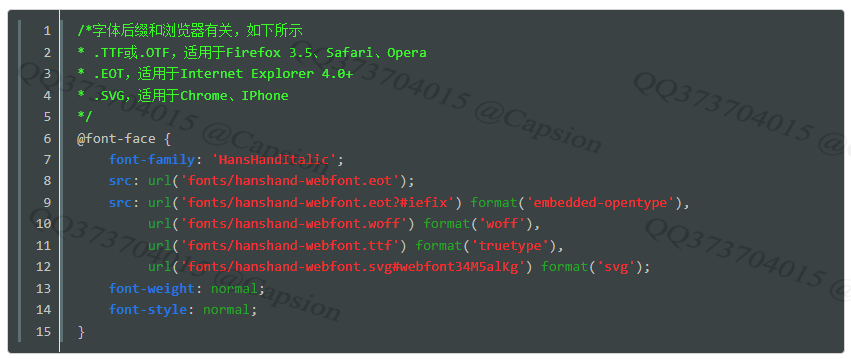 1 /*字体后缀和浏览器有关，如下所示
2 * .TTF或.OTF，适用于Firefox 3.5、Safari、Opera
3 * .EOT，适用于Internet Explorer 4.0+
4 * .SVG，适用于Chrome、IPhone
5 */
6 @font-face {
7 font-family: 'HansHandItalic';
8 src: url('fonts/hanshand-webfont.eot');
9 src: url('fonts/hanshand-webfont.eot?#iefix') format('embedded-opentype'),
10 url('fonts/hanshand-webfont.woff') format('woff'),
11 url('fonts/hanshand-webfont.ttf') format('truetype'),
12 url('fonts/hanshand-webfont.svg#webfont34M5alKg') format('svg');
13 font-weight: normal;
14 font-style: normal;
15 }
QQ373704015 @Capsion
QQ373704015 @Capsion
QQ373704015 @Capsion
QQ373704015 @
QQ373704015 @